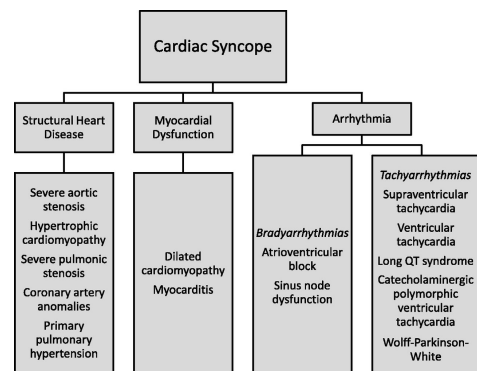 Cardiac Syncope
Structural Heart
Disease
Myocardial
Dysfunction
Arrhythmia
Severe aortic
stenosis
Hypertrophic
cardiomyopathy
Severe pulmonic
stenosis
Coronary artery
anomalies
Primary
pulmonary
hypertension
Dilated
cardiomyopathy
Myocarditis
Bradyarrhythmias
Atrioventricular
block
Sinus node
dysfunction
Tachyarrhythmias
Supraventricular
tachycardia
Ventricular
tachycardia
Long QT syndrome
Catecholaminergic
polymorphic
ventricular
tachycardia
Wolff-Parkinson-
White